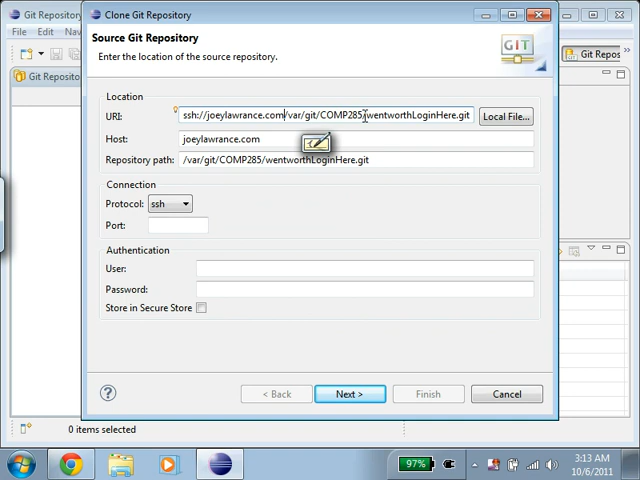 Git Repository
Clone Git Repository
File
Edit
Source Git Repository
Enter the location of the source repository.
GIT
Git Repos
Git Reposito
Location
URI:
ssh://joeylawrance.com/var/git/COMP285/wentworthLoginHere.git
Local File...
Host:
joeylawrance.com
Repository path:
/var/git/COMP285/wentworthLoginHere.git
Connection
Protocol:
ssh
Port:
Authentication
User:
Password:
Store in Secure Store
?
< Back
Next >
Finish
Cancel
0 items selected
97%
3:13 AM
10/6/2011